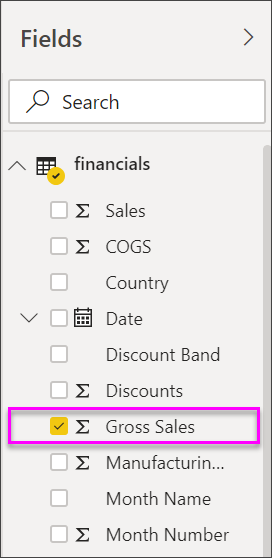 Fields
Search
financials
Σ Sales
Σ COGS
Country
Date
Discount Band
Σ Discounts
Σ Gross Sales
Σ Manufacturin...
Month Name
Σ Month Number